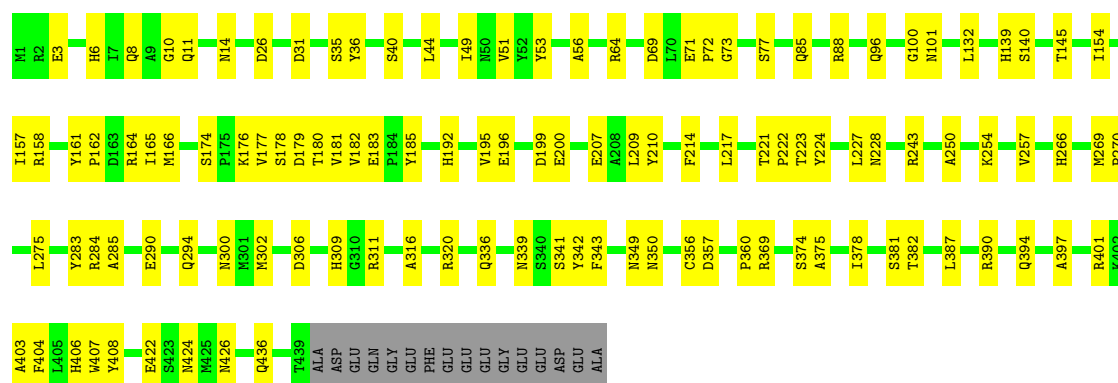 M1 R2 E3 H6 I7 Q8 A9 G10 Q11 N14 D26 D31 S35 Y36 S40 L44 I49 N50 V51 Y52 Y53 A56 R64 D69 L70 E71 P72 G73 S77 Q85 R88 Q96 G100 N101 L132 H139 S140 T145 I154
I157 R158 Y161 P162 D163 R164 I165 M166 S174 P175 K176 V177 S178 D179 T180 V181 V182 E183 P184 Y185 H192 V195 E196 D199 E200 E207 A208 L209 Y210 F214 L217 T221 P222 T223 Y224 L227 N228 R243 A250 K254 V257 H266 M269
L275 Y283 R284 A285 E290 Q294 N300 M301 M302 D306 H309 G310 R311 A316 R320 Q336 N339 S340 S341 Y342 F343 N349 N350 C356 D357 P360 R369 S374 A375 I378 S381 T382 L387 R390 Q394 A397 R401
A403 F404 L405 H406 W407 Y408 E422 S423 N424 M425 N426 Q436 T439 ALA ASP GLU GLN GLY GLU PHE GLU GLU GLU GLY GLU GLU ASP GLU ALA